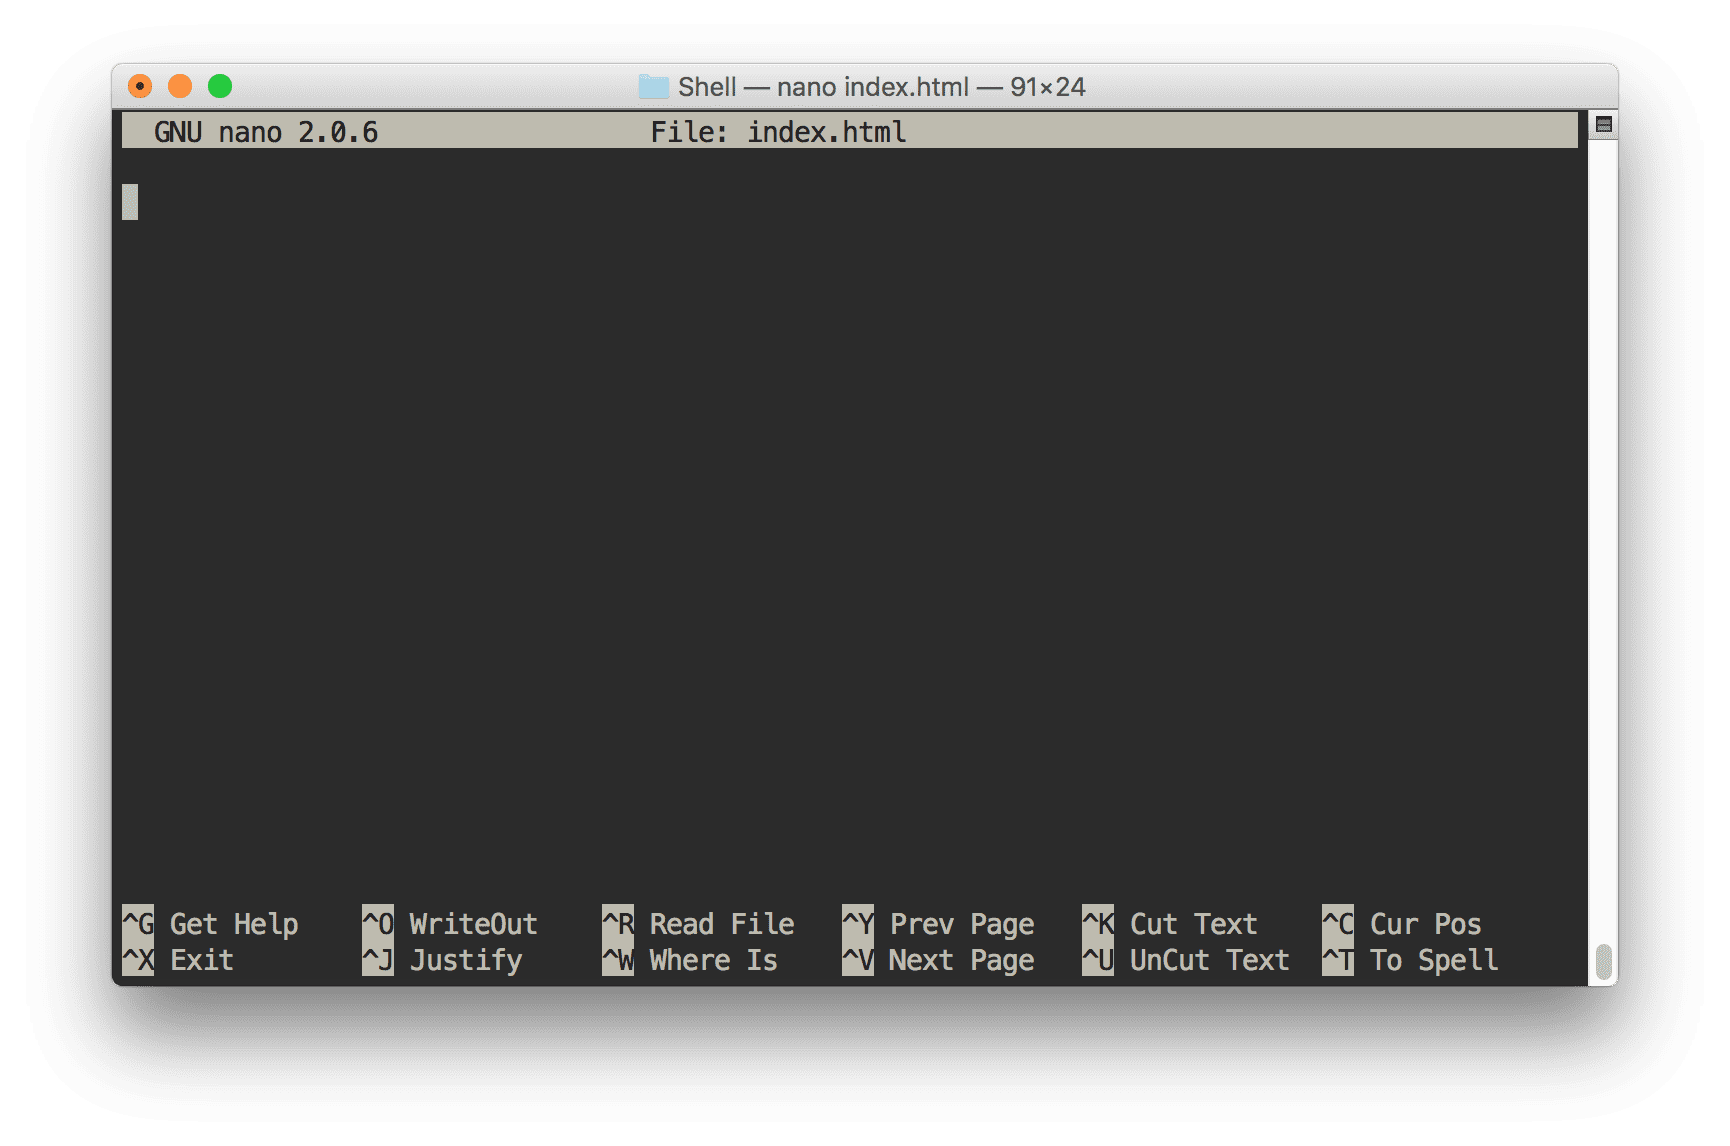 Shell — nano index.html — 91×24
GNU nano 2.0.6 File: index.html
^G Get Help ^O WriteOut ^R Read File ^Y Prev Page ^K Cut Text ^C Cur Pos
^X Exit ^J Justify ^W Where Is ^V Next Page ^U UnCut Text ^T To Spell